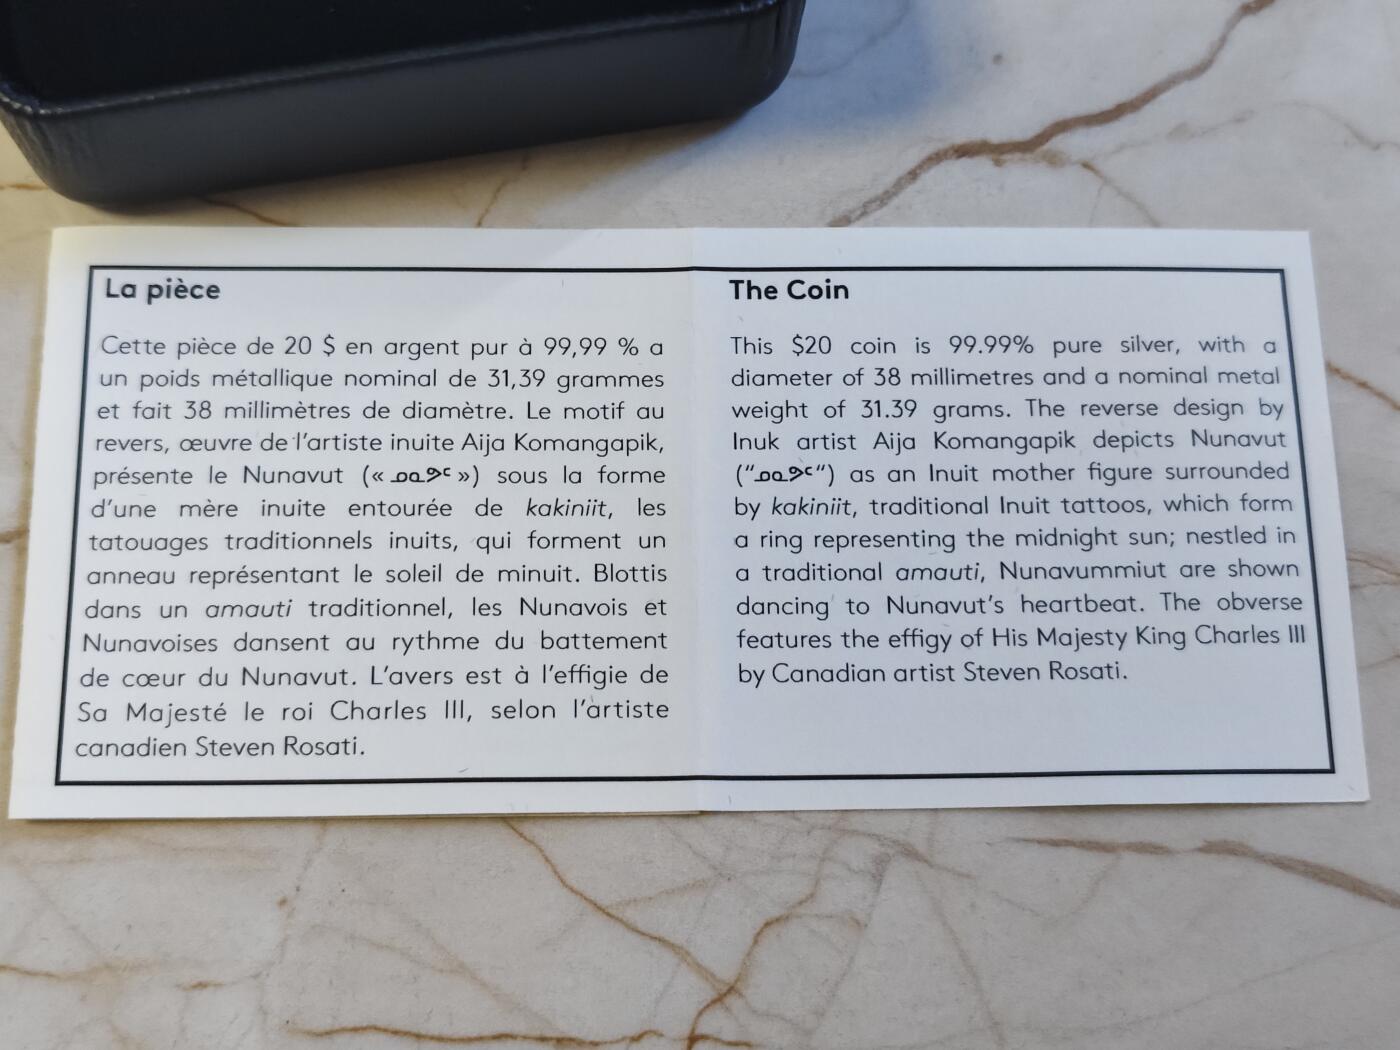 La pièce
Cette pièce de 20 $ en argent pur à 99,99 % a
un poids métallique nominal de 31,39 grammes
et fait 38 millimètres de diamètre. Le motif au
revers, œuvre de l'artiste inuite Aija Komangapik,
présente le Nunavut (« ᓄᓇᕗᑦ ») sous la forme
d'une mère inuite entourée de kakiniit, les
tatouages traditionnels inuits, qui forment un
anneau représentant le soleil de minuit. Blottis
dans un amauti traditionnel, les Nunavois et
Nunavoises dansent au rythme du battement
de cœur du Nunavut. L'avers est à l'effigie de
Sa Majesté le roi Charles III, selon l'artiste
canadien Steven Rosati.
The Coin
This $20 coin is 99.99% pure silver, with a
diameter of 38 millimetres and a nominal metal
weight of 31.39 grams. The reverse design by
Inuk artist Aija Komangapik depicts Nunavut
("ᓄᓇᕗᑦ") as an Inuit mother figure surrounded
by kakiniit, traditional Inuit tattoos, which form
a ring representing the midnight sun; nestled in
a traditional amauti, Nunavummiut are shown
dancing to Nunavut's heartbeat. The obverse
features the effigy of His Majesty King Charles III
by Canadian artist Steven Rosati.